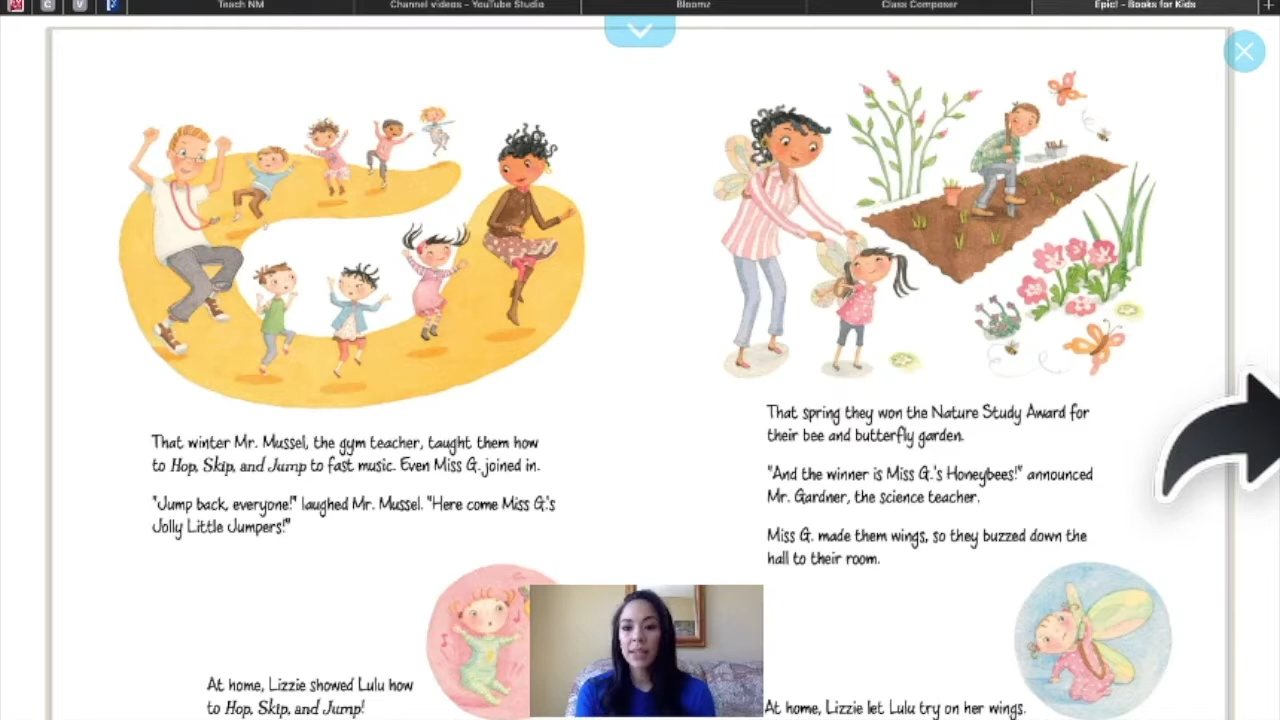 Teach NM
Channel videos - YouTube Studio
Bloomz
Class Composer
Epic! - Books for Kids
C
V
That winter Mr. Mussel, the gym teacher, taught them how
to Hop, Skip, and Jump to fast music. Even Miss G. joined in.
"Jump back, everyone!" laughed Mr. Mussel. "Here come Miss G.'s
Jolly Little Jumpers!"
At home, Lizzie showed Lulu how
to Hop, Skip, and Jump!
That spring they won the Nature Study Award for
their bee and butterfly garden.
"And the winner is Miss G.'s Honeybees!" announced
Mr. Gardner, the science teacher.
Miss G. made them wings, so they buzzed down the
hall to their room.
At home, Lizzie let Lulu try on her wings.